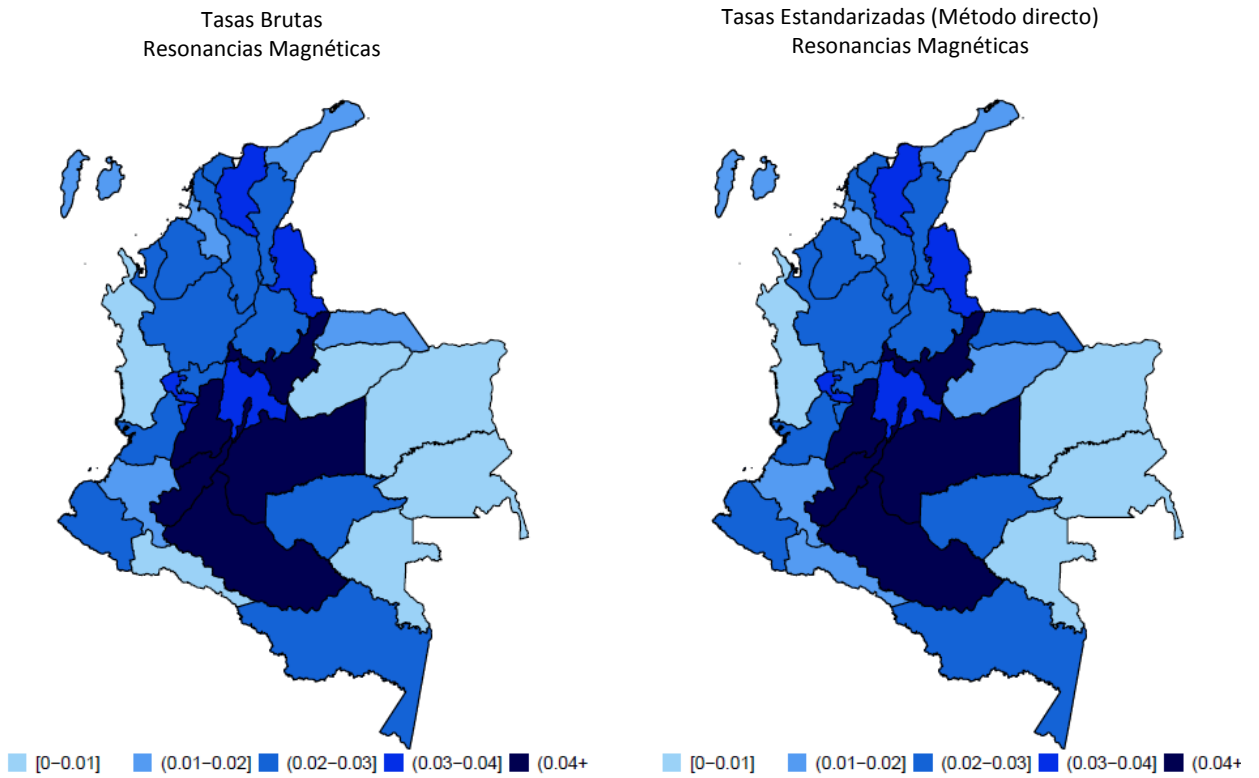 Tasas Brutas
Resonancias Magnéticas
Tasas Estandarizadas (Método directo)
Resonancias Magnéticas
[0−0.01] (0.01−0.02] (0.02−0.03] (0.03−0.04] (0.04+
[0−0.01] (0.01−0.02] (0.02−0.03] (0.03−0.04] (0.04+